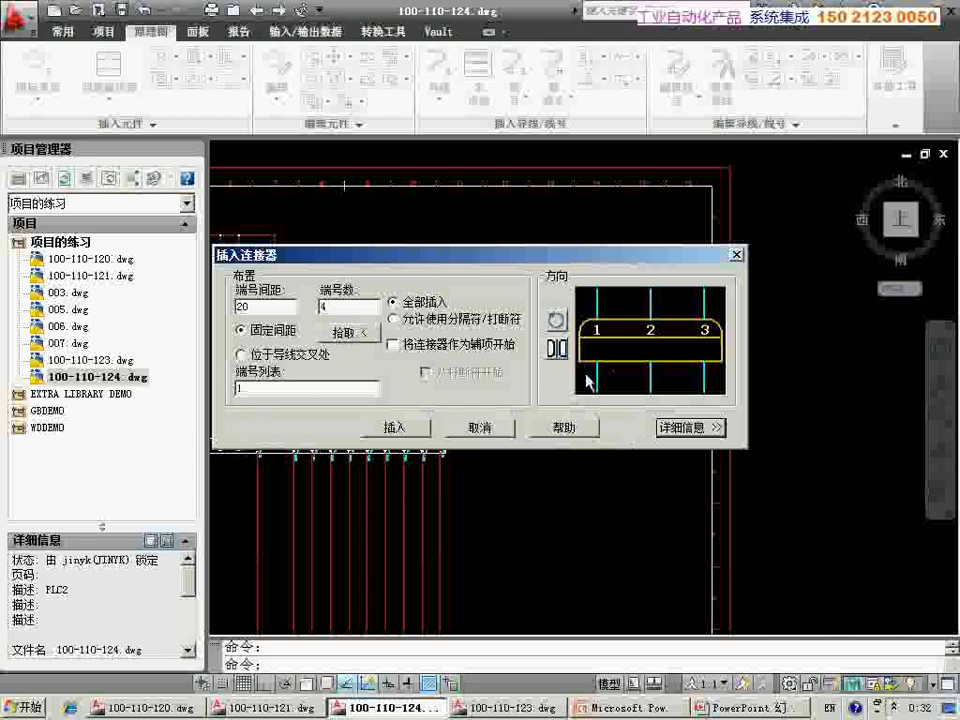 100-110-124.dwg
工业自动化产品 系统集成 150 2123 0050
常用 项目 原理图 面板 报告 输入/输出数据 转换工具 Vault
插入元件 编辑元件 插入导线/线号 编辑导线/线号
项目管理器
北
西 上 东
南
项目的练习
项目
项目的练习
100-110-120.dwg
100-110-121.dwg
003.dwg
005.dwg
006.dwg
007.dwg
100-110-123.dwg
100-110-124.dwg
EXTRA LIBRARY DEMO
GBDEMO
WDDEMO
插入连接器
布置
端号间距:
20
端号数:
4
固定间距
拾取 <
位于导线交叉处
端号列表:
1
全部插入
允许使用分隔符/打断符
将连接器作为辅项开始
从打断符开始
方向
1 2 3
插入 取消 帮助 详细信息 >>
详细信息
状态: 由 jinyk(JINYK) 锁定
页码:
描述: PLC2
描述:
描述:
文件名 100-110-124.dwg
命令:
命令:
模型 1:1
开始 100-110-120.dwg 100-110-121.dwg 100-110-124... 100-110-123.dwg Microsoft Pow... PowerPoint 幻... EN 0:32